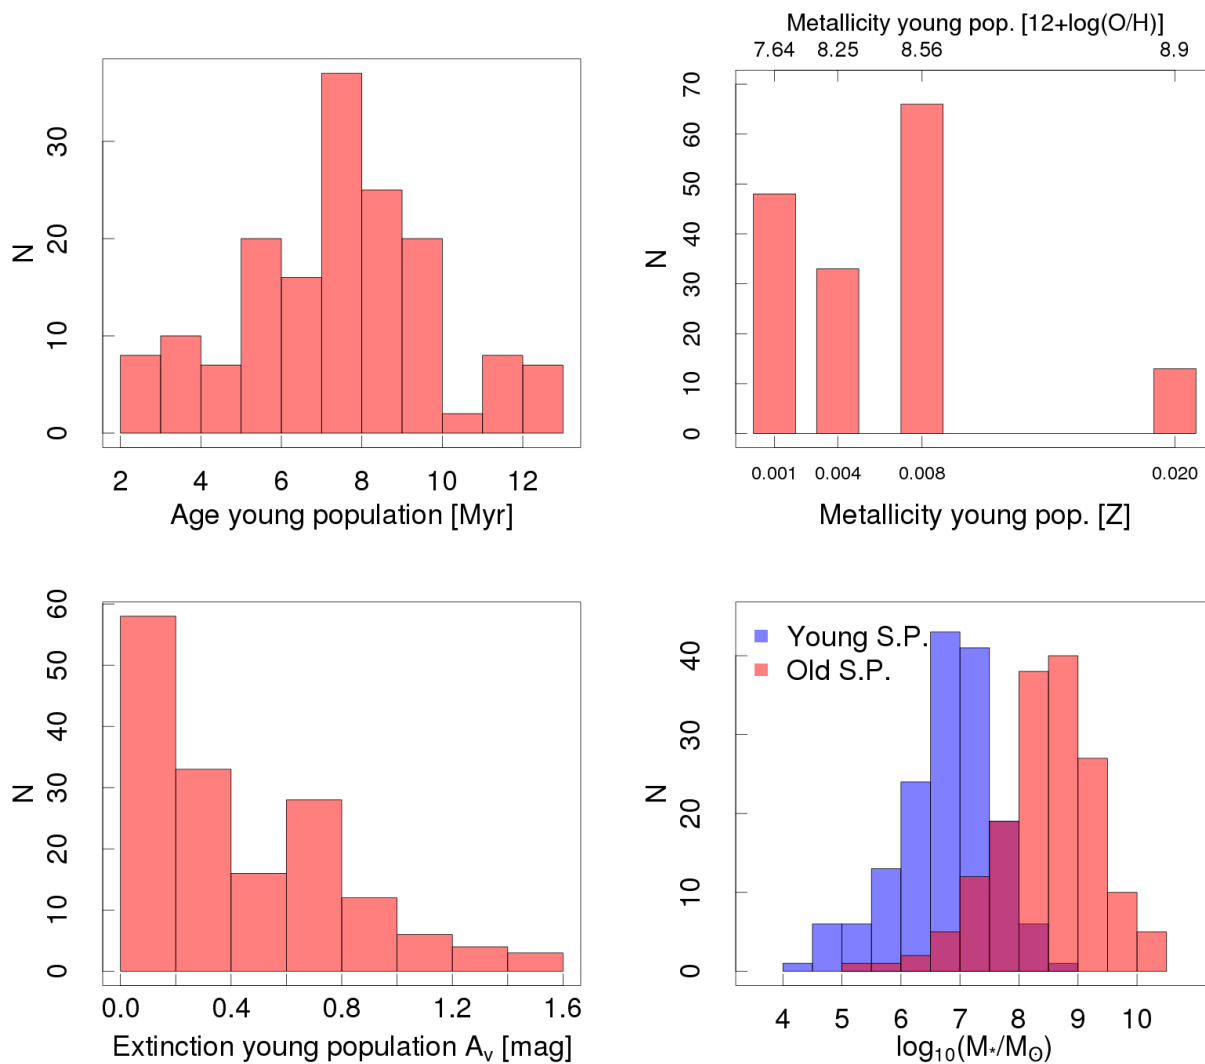 N
0 10 20 30
2 4 6 8 10 12
Age young population [Myr]
Metallicity young pop. [12+log(O/H)]
7.64 8.25 8.56 8.9
N
0 10 20 30 40 50 60 70
0.001 0.004 0.008 0.020
Metallicity young pop. [Z]
N
0 10 20 30 40 50 60
0.0 0.4 0.8 1.2 1.6
Extinction young population Aᵥ [mag]
Young S.P.
Old S.P.
N
0 10 20 30 40
4 5 6 7 8 9 10
log₁₀(M*/M⊙)